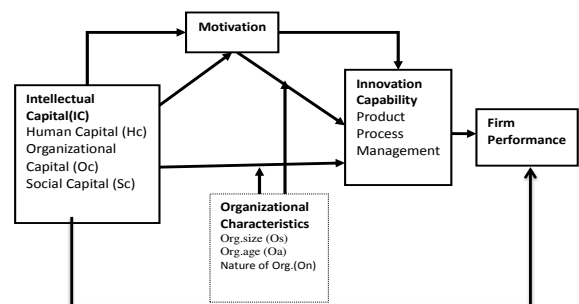 Motivation
Intellectual
Capital(IC)
Human Capital (Hc)
Organizational
Capital (Oc)
Social Capital (Sc)
Innovation
Capability
Product
Process
Management
Firm
Performance
Organizational
Characteristics
Org.size (Os)
Org.age (Oa)
Nature of Org.(On)